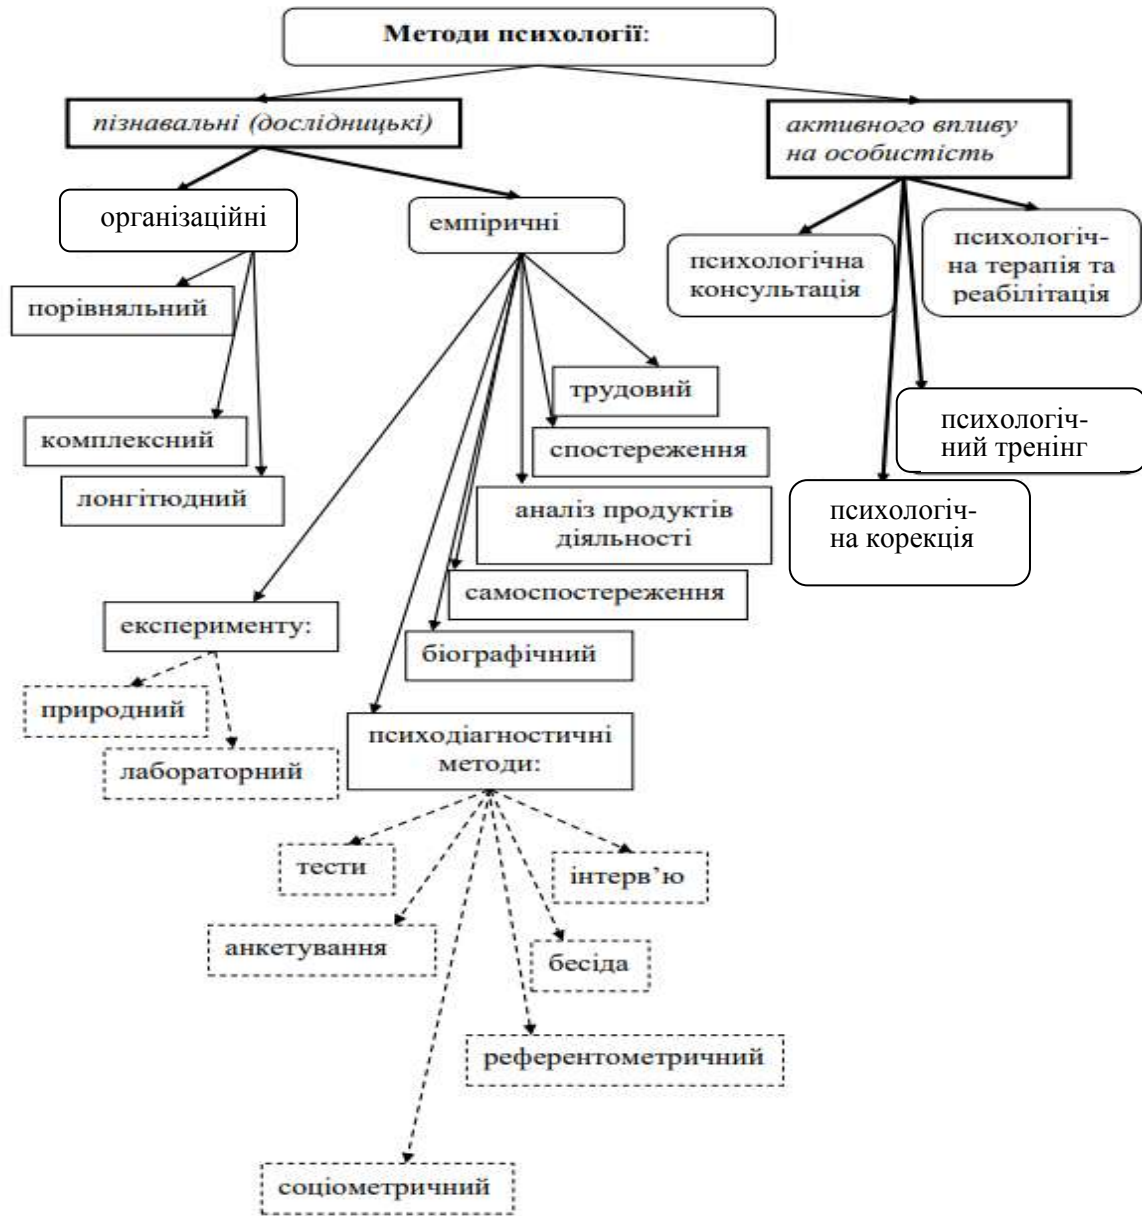 Методи психології:
пізнавальні (дослідницькі)
активного впливу
на особистість
організаційні
емпіричні
психологічна
консультація
психологіч-
на терапія та
реабілітація
порівняльний
трудовий
комплексний
спостереження
психологіч-
ний тренінг
лонгітюдний
аналіз продуктів
діяльності
психологіч-
на корекція
самоспостереження
експерименту:
біографічний
природний
лабораторний
психодіагностичні
методи:
тести
інтерв’ю
анкетування
бесіда
референтометричний
соціометричний